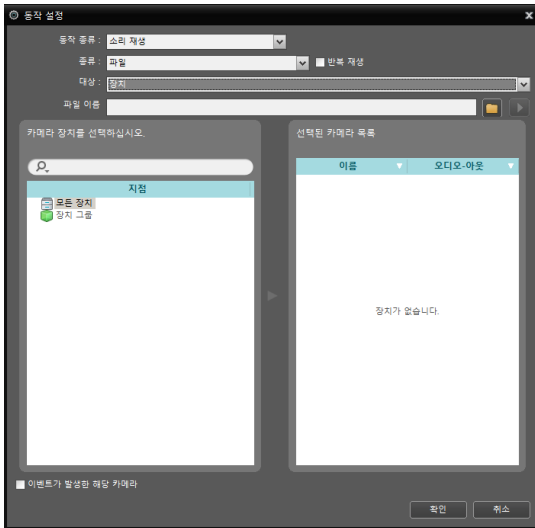 동작 설정
동작 종류 : 소리 재생
종류 : 파일 반복 재생
대상 : 장치
파일 이름
카메라 장치를 선택하십시오.
지점
모든 장치
장치 그룹
선택된 카메라 목록
이름 오디오-아웃
장치가 없습니다.
이벤트가 발생한 해당 카메라
확인 취소